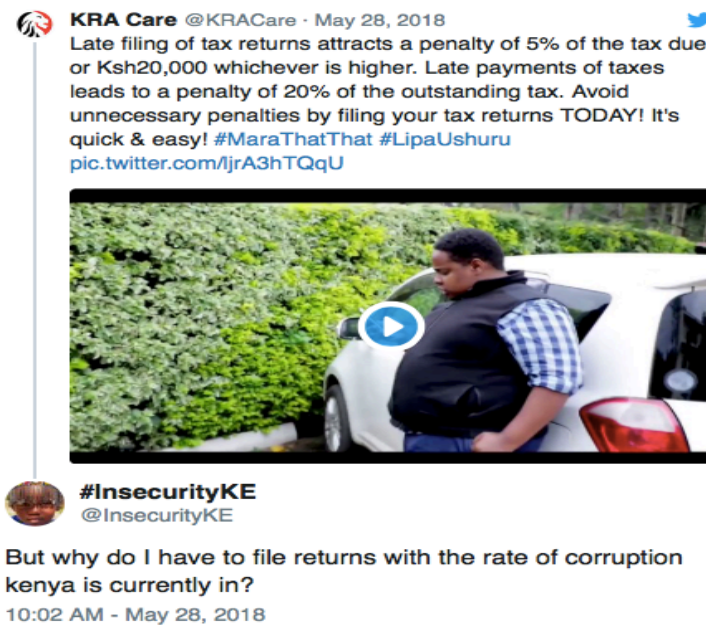 KRA Care @KRACare · May 28, 2018
Late filing of tax returns attracts a penalty of 5% of the tax due
or Ksh20,000 whichever is higher. Late payments of taxes
leads to a penalty of 20% of the outstanding tax. Avoid
unnecessary penalties by filing your tax returns TODAY! It's
quick & easy! #MaraThatThat #LipaUshuru
pic.twitter.com/ljrA3hTQqU
#InsecurityKE
@InsecurityKE
But why do I have to file returns with the rate of corruption
kenya is currently in?
10:02 AM - May 28, 2018